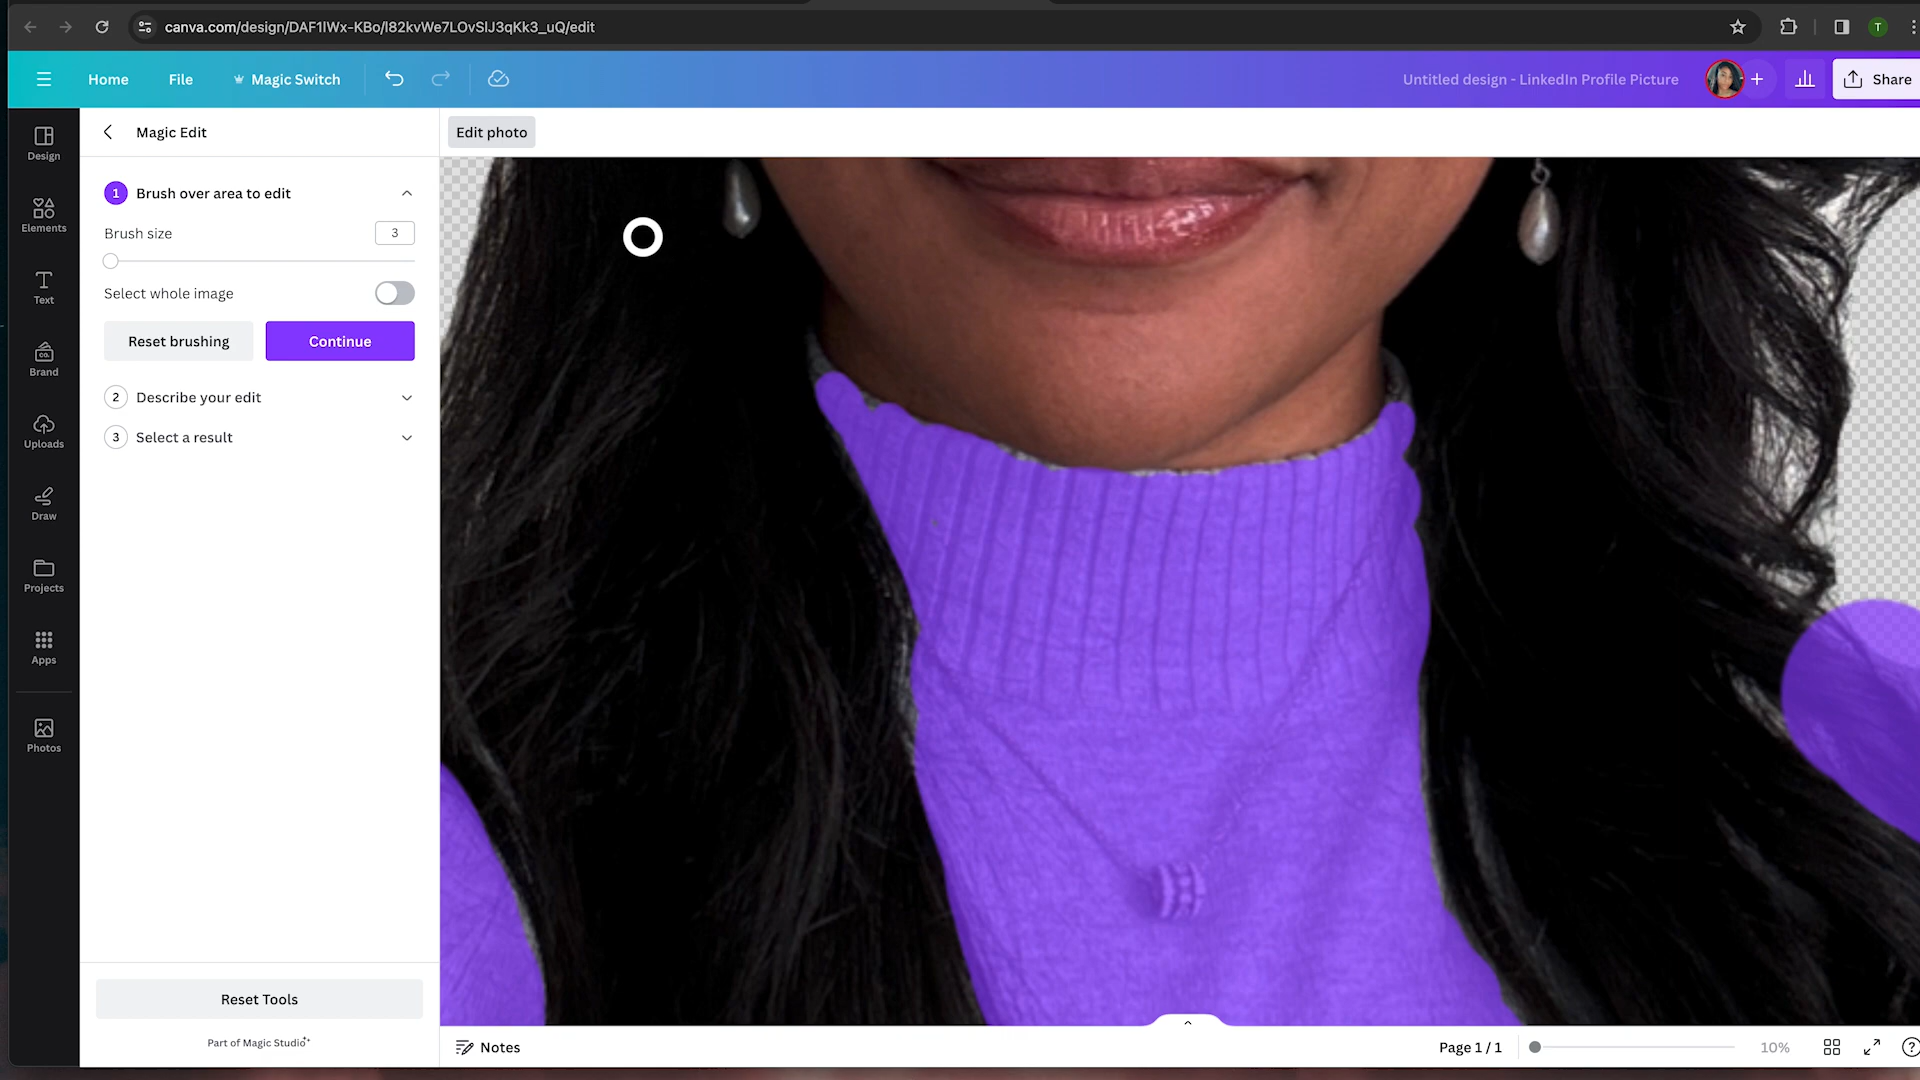 canva.com/design/DAF1lWx-KBo/l82kvWe7LOvSlJ3qKk3_uQ/edit
T
Home
File
Magic Switch
Untitled design - LinkedIn Profile Picture
+
Share
Design
Elements
Text
Brand
CO.
Uploads
Draw
Projects
Apps
Photos
Magic Edit
Edit photo
1 Brush over area to edit
Brush size
3
Select whole image
Reset brushing
Continue
2 Describe your edit
3 Select a result
Reset Tools
Part of Magic Studio
Notes
Page 1 / 1
10%
?